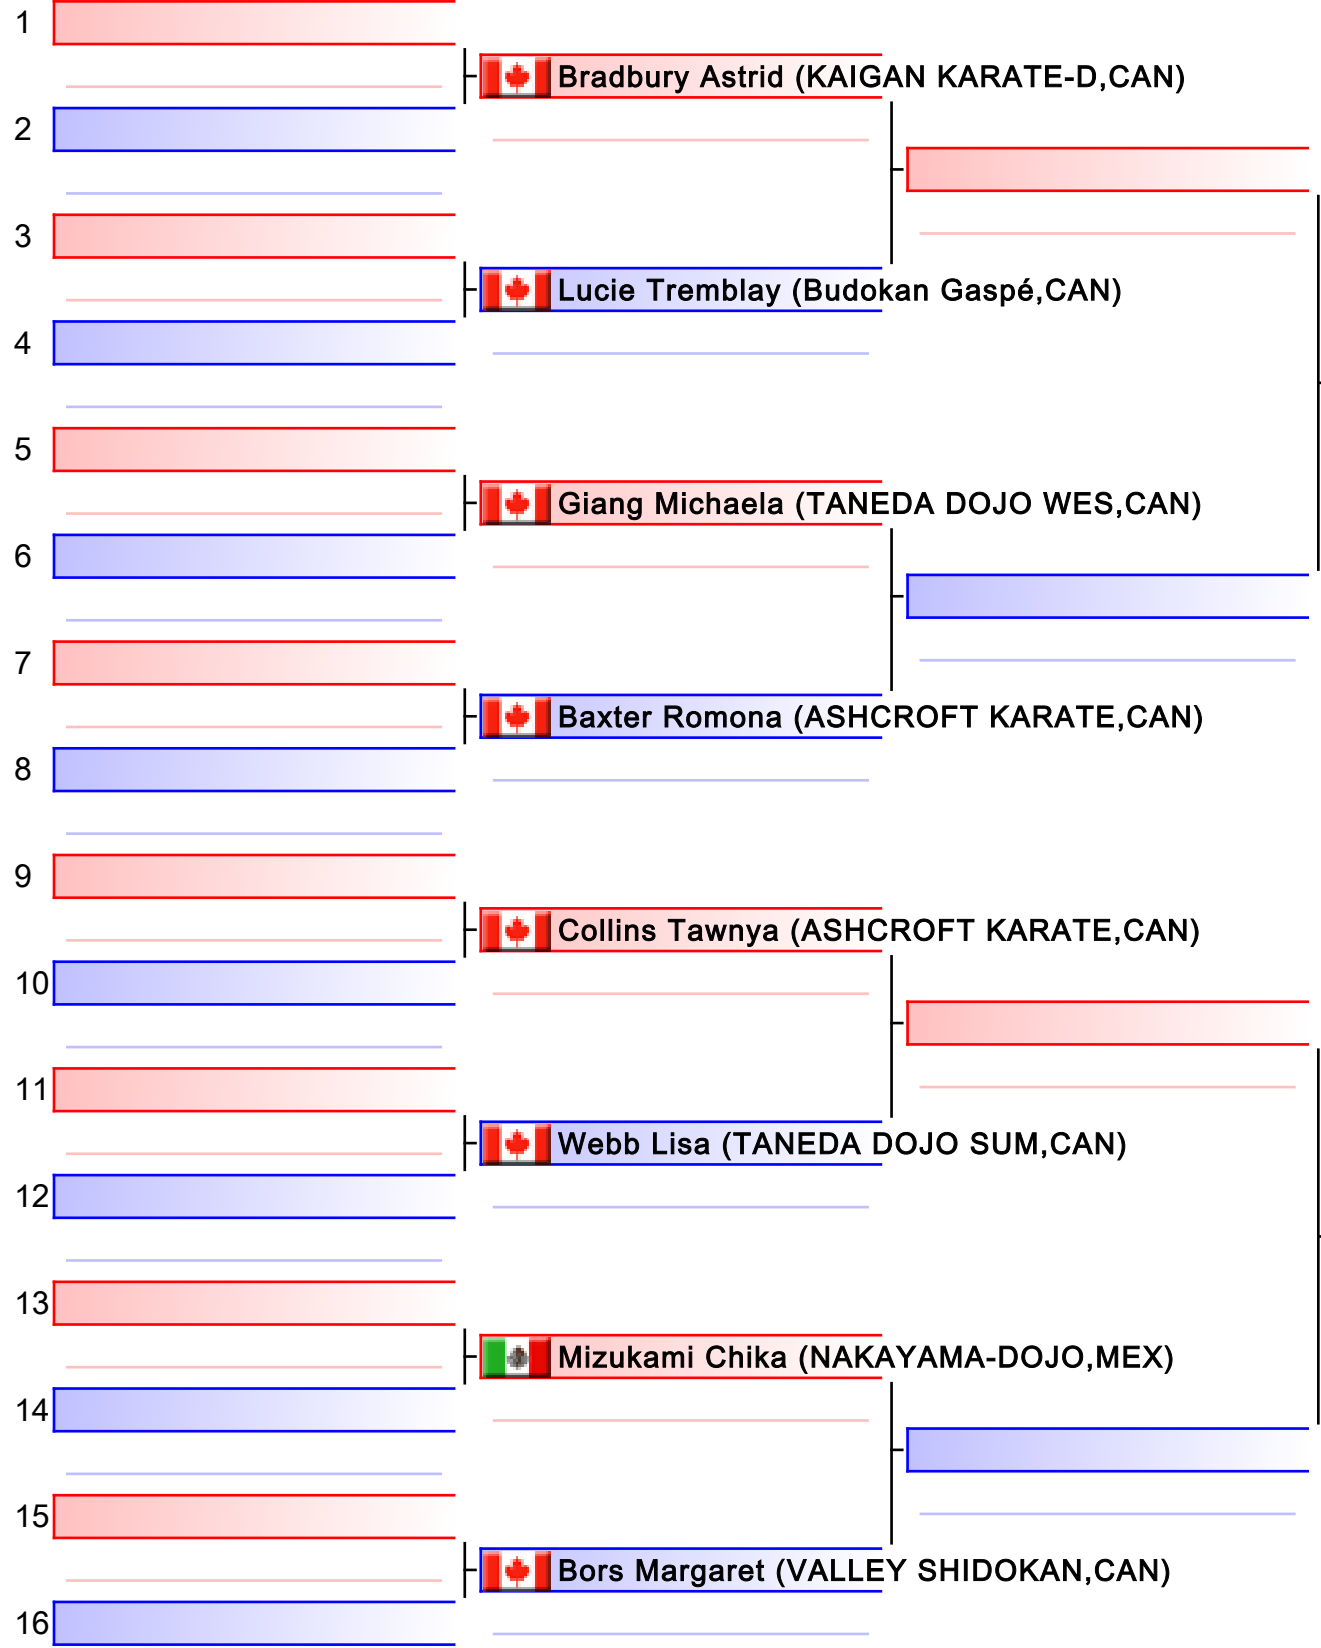 1
Bradbury Astrid (KAIGAN KARATE-D,CAN)
2
3
Lucie Tremblay (Budokan Gaspé,CAN)
4
5
Giang Michaela (TANEDA DOJO WES,CAN)
6
7
Baxter Romona (ASHCROFT KARATE,CAN)
8
9
Collins Tawnya (ASHCROFT KARATE,CAN)
10
11
Webb Lisa (TANEDA DOJO SUM,CAN)
12
13
Mizukami Chika (NAKAYAMA-DOJO,MEX)
14
15
Bors Margaret (VALLEY SHIDOKAN,CAN)
16